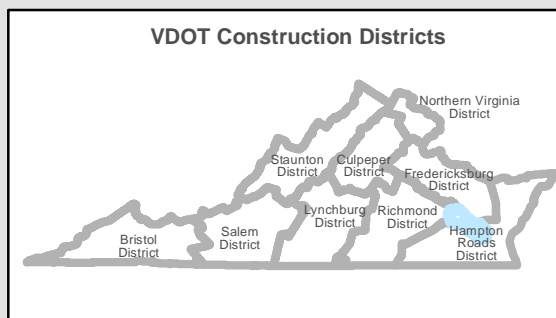 VDOT Construction Districts
Northern Virginia
District
Staunton
District
Culpeper
District
Fredericksburg
District
Bristol
District
Salem
District
Lynchburg
District
Richmond
District
Hampton
Roads
District